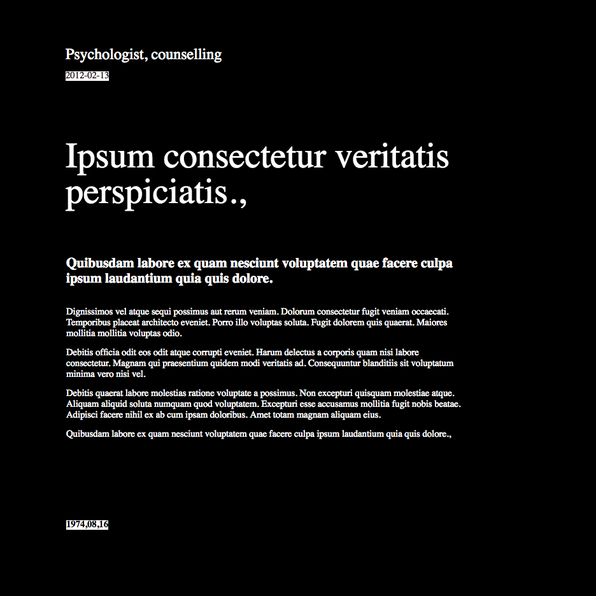 Psychologist, counselling
2012-02-13
Ipsum consectetur veritatis
perspiciatis.,
Quibusdam labore ex quam nesciunt voluptatem quae facere culpa
ipsum laudantium quia quis dolore.
Dignissimos vel atque sequi possimus aut rerum veniam. Dolorum consectetur fugit veniam occaecati.
Temporibus placeat architecto eveniet. Porro illo voluptas soluta. Fugit dolorem quis quaerat. Maiores
mollitia mollitia voluptas odio.
Debitis officia odit eos odit atque corrupti eveniet. Harum delectus a corporis quam nisi labore
consectetur. Magnam qui praesentium quidem modi veritatis ad. Consequuntur blanditiis sit voluptatum
minima vero nisi vel.
Debitis quaerat labore molestias ratione voluptate a possimus. Non excepturi quisquam molestiae atque.
Aliquam aliquid soluta numquam quod voluptatem. Excepturi esse accusamus mollitia fugit nobis beatae.
Adipisci facere nihil ex ab cum ipsam doloribus. Amet totam magnam aliquam eius.
Quibusdam labore ex quam nesciunt voluptatem quae facere culpa ipsum laudantium quia quis dolore.,
1974,08,16